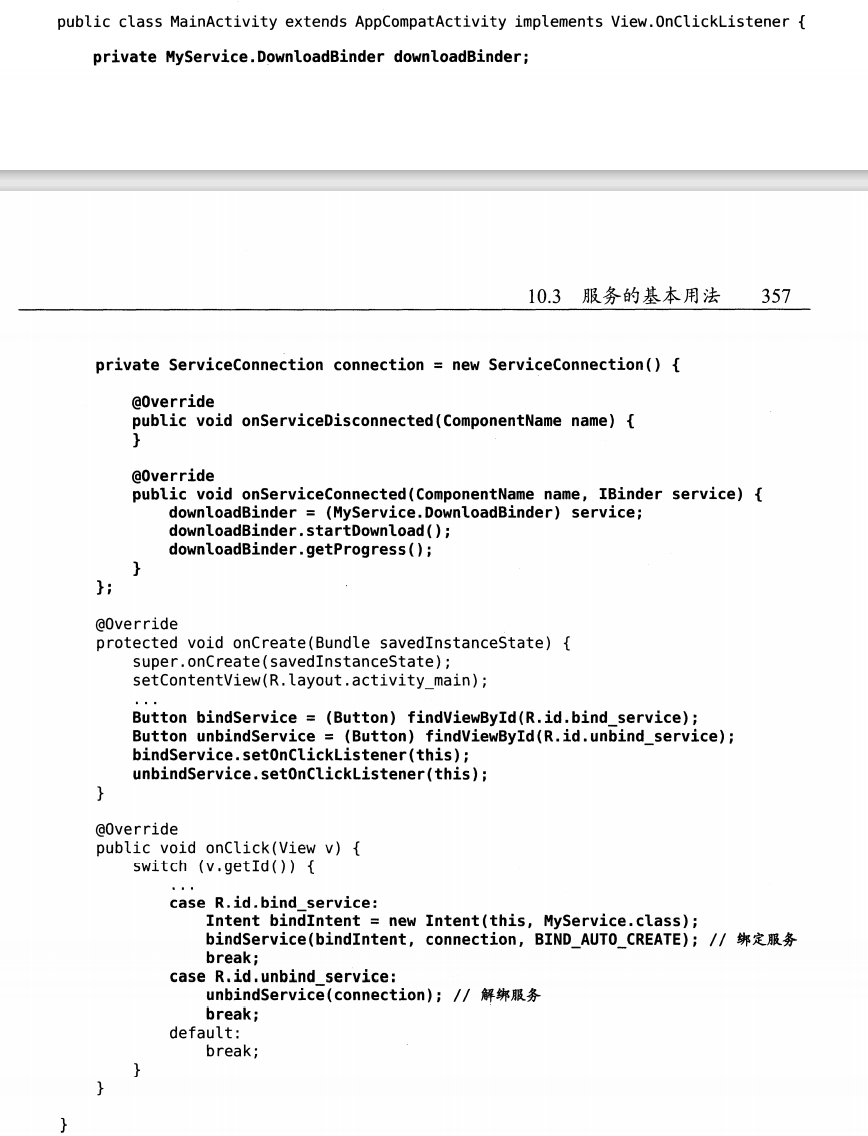 public class MainActivity extends AppCompatActivity implements View.OnClickListener {
private MyService.DownloadBinder downloadBinder;
10.3 服务的基本用法 357
private ServiceConnection connection = new ServiceConnection() {
@Override
public void onServiceDisconnected(ComponentName name) {
}
@Override
public void onServiceConnected(ComponentName name, IBinder service) {
downloadBinder = (MyService.DownloadBinder) service;
downloadBinder.startDownload();
downloadBinder.getProgress();
}
};
@Override
protected void onCreate(Bundle savedInstanceState) {
super.onCreate(savedInstanceState);
setContentView(R.layout.activity_main);
...
Button bindService = (Button) findViewById(R.id.bind_service);
Button unbindService = (Button) findViewById(R.id.unbind_service);
bindService.setOnClickListener(this);
unbindService.setOnClickListener(this);
}
@Override
public void onClick(View v) {
switch (v.getId()) {
...
case R.id.bind_service:
Intent bindIntent = new Intent(this, MyService.class);
bindService(bindIntent, connection, BIND_AUTO_CREATE); // 绑定服务
break;
case R.id.unbind_service:
unbindService(connection); // 解绑服务
break;
default:
break;
}
}
}